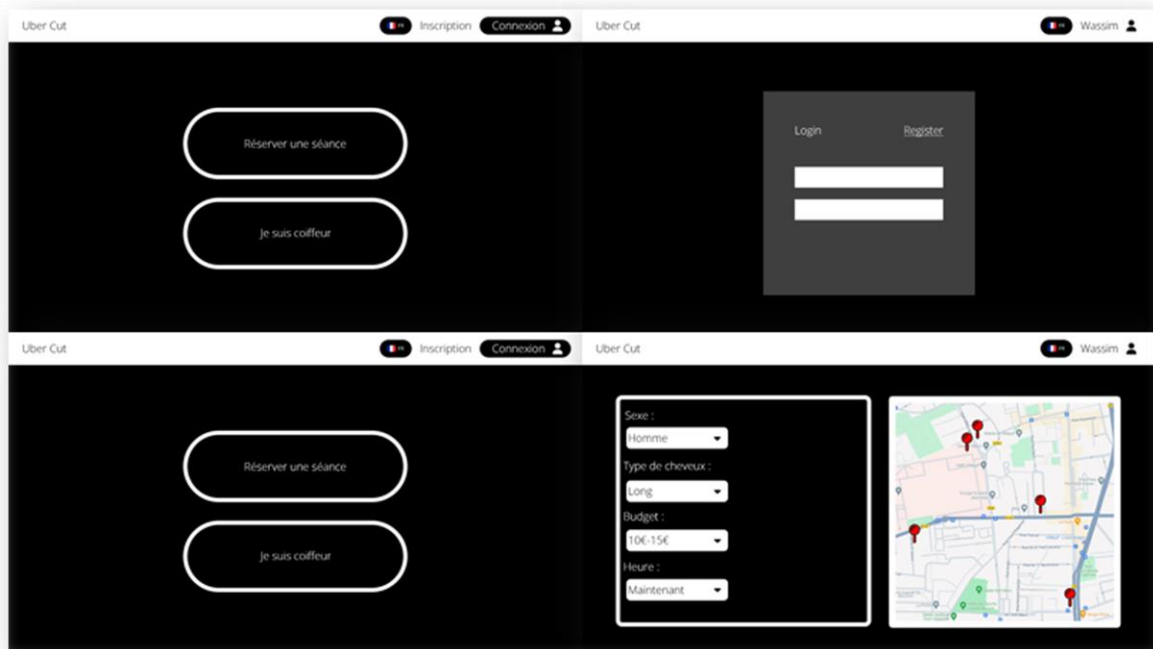 Uber Cut
FR Inscription Connexion
Réserver une séance
Je suis coiffeur
Uber Cut
FR Wassim
Login Register
Uber Cut
FR Inscription Connexion
Réserver une séance
Je suis coiffeur
Uber Cut
FR Wassim
Sexe :
Homme
Type de cheveux :
Long
Budget :
10€-15€
Heure :
Maintenant